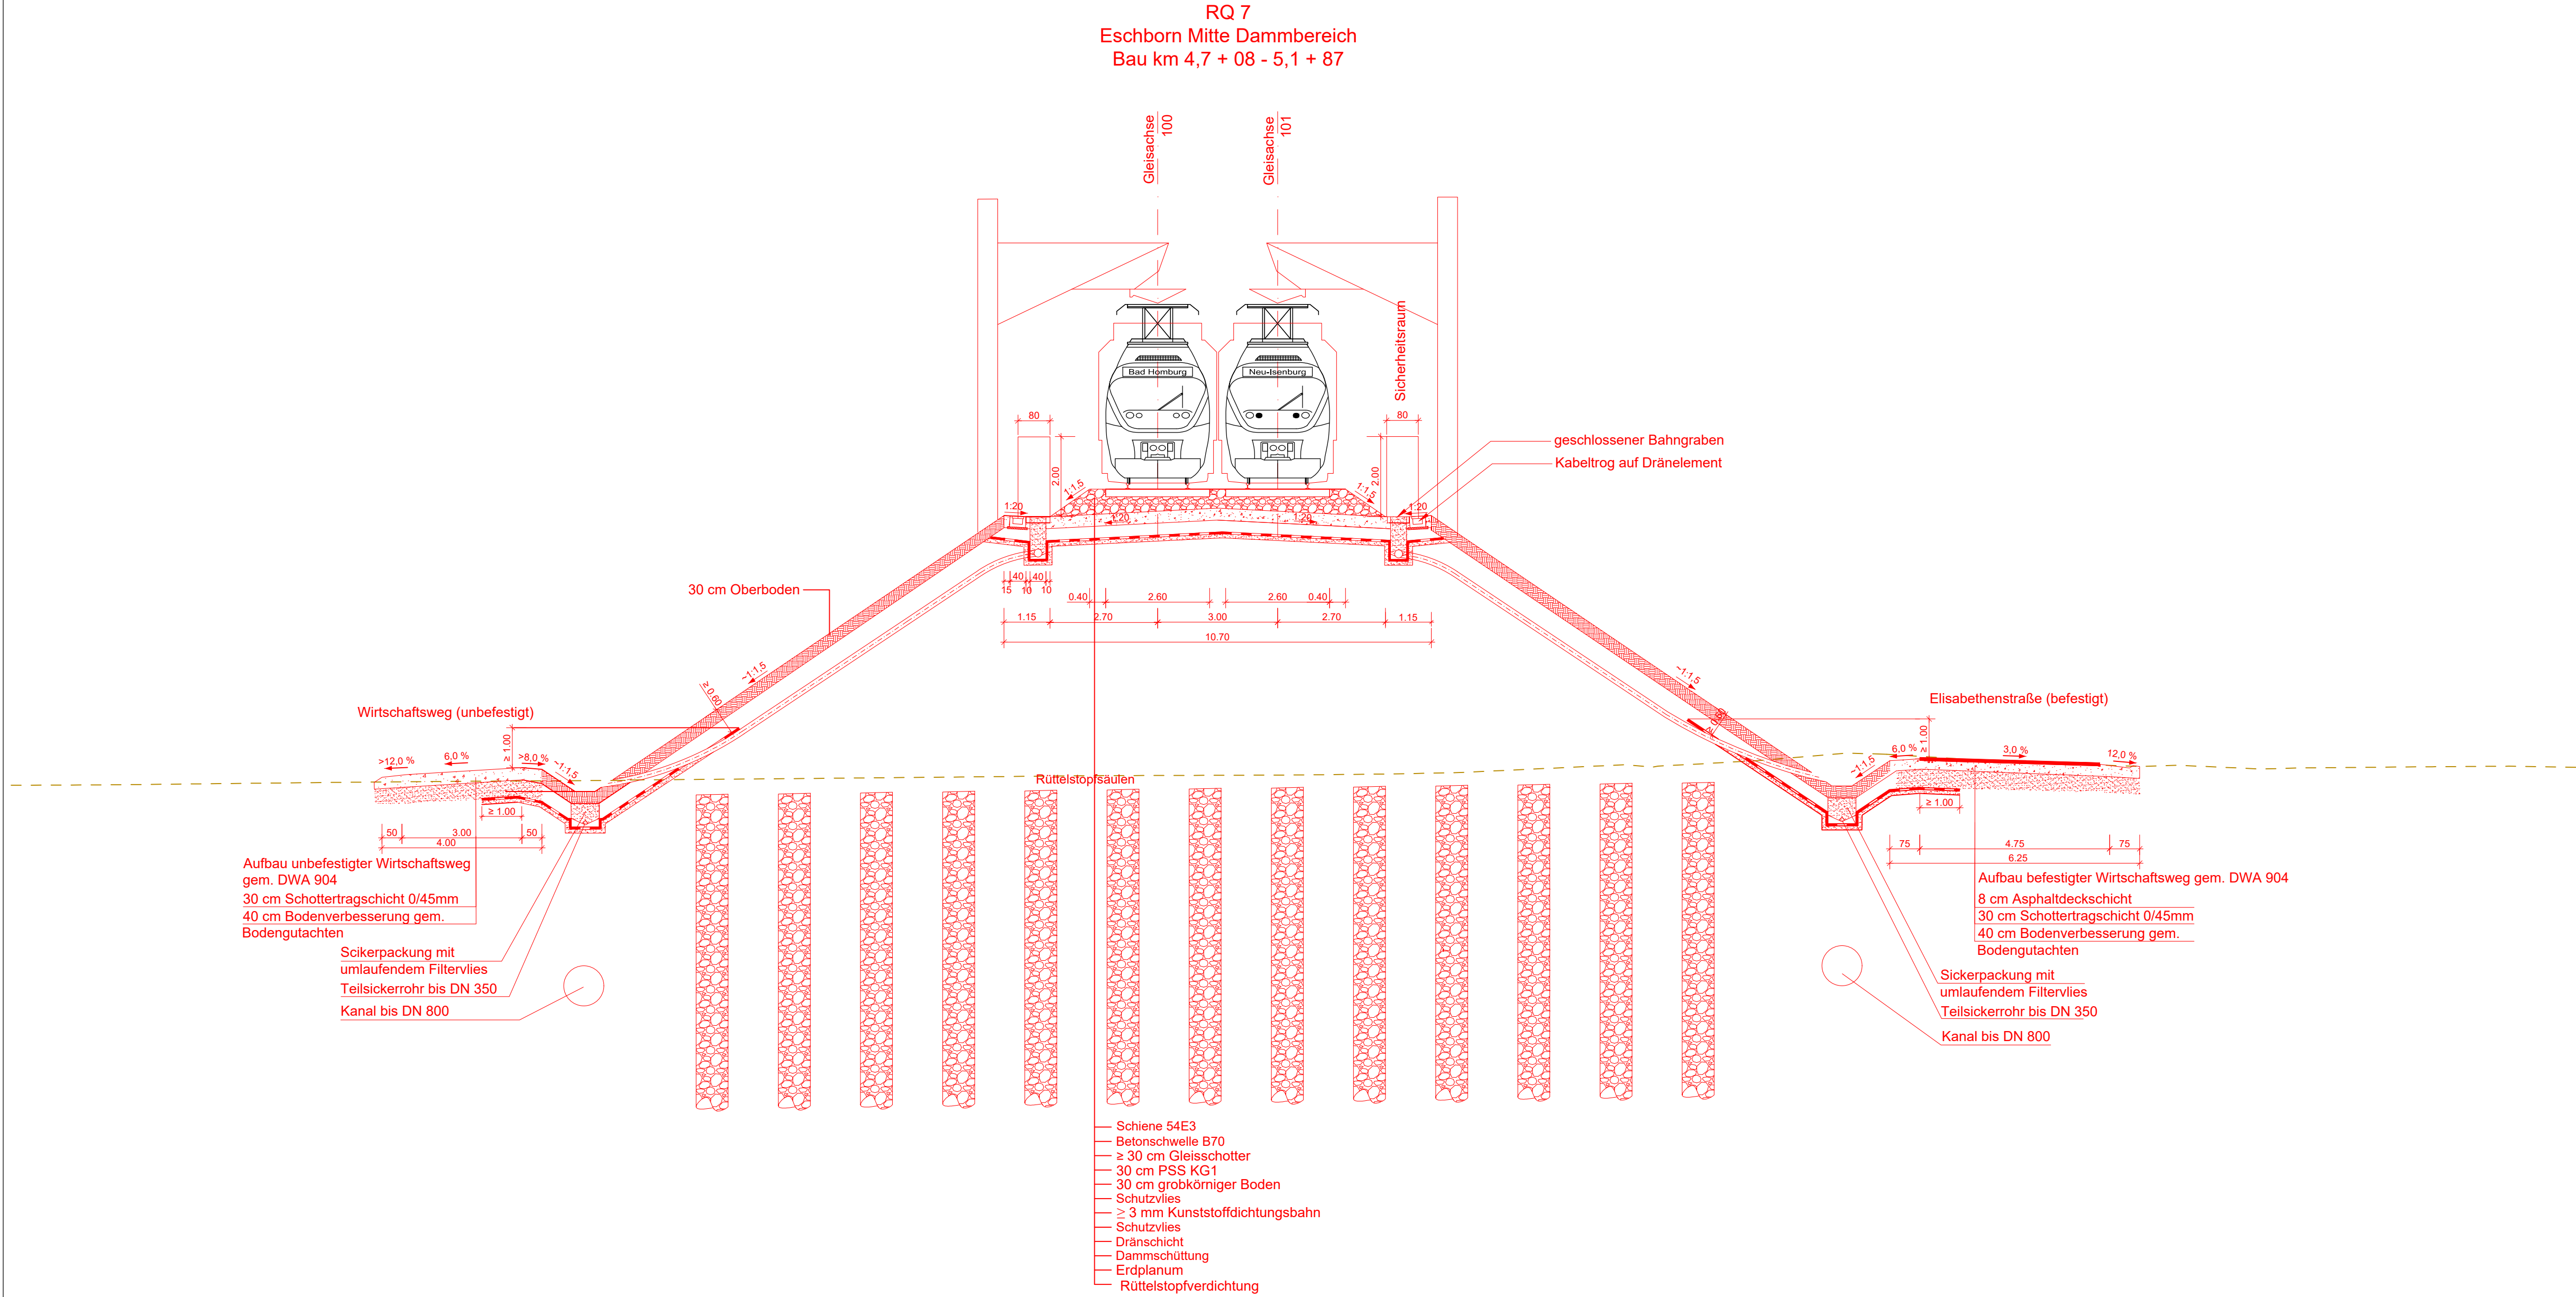 RQ 7
Eschborn Mitte Dammbereich
Bau km 4,7 + 08 - 5,1 + 87
Gleisachse
100
Gleisachse
101
Bad Homburg
Neu-Isenburg
Sicherheitsraum
80
80
2.00
2.00
geschlossener Bahngraben
Kabeltrog auf Dränelement
1:1,5
1:1,5
1:20
1:20
1:20
1:20
40
40
15
10
10
0.40
2.60
2.60
0.40
1.15
2.70
3.00
2.70
1.15
10.70
30 cm Oberboden
~1:1,5
≥ 0.60
~1:1,5
Wirtschaftsweg (unbefestigt)
≥ 1.00
>12,0 %
6,0 %
>8,0 %
~1:1,5
≥ 1.00
50
3.00
50
4.00
Aufbau unbefestigter Wirtschaftsweg
gem. DWA 904
30 cm Schottertragschicht 0/45mm
40 cm Bodenverbesserung gem.
Bodengutachten
Scikerpackung mit
umlaufendem Filtervlies
Teilsickerrohr bis DN 350
Kanal bis DN 800
Rüttelstopfsäulen
Elisabethenstraße (befestigt)
6,0 %
≥ 1.00
3,0 %
12,0 %
~1:1,5
≥ 1.00
75
4.75
75
6.25
Aufbau befestigter Wirtschaftsweg gem. DWA 904
8 cm Asphaltdeckschicht
30 cm Schottertragschicht 0/45mm
40 cm Bodenverbesserung gem.
Bodengutachten
Sickerpackung mit
umlaufendem Filtervlies
Teilsickerrohr bis DN 350
Kanal bis DN 800
Schiene 54E3
Betonschwelle B70
≥ 30 cm Gleisschotter
30 cm PSS KG1
30 cm grobkörniger Boden
Schutzvlies
≥ 3 mm Kunststoffdichtungsbahn
Schutzvlies
Dränschicht
Dammschüttung
Erdplanum
Rüttelstopfverdichtung